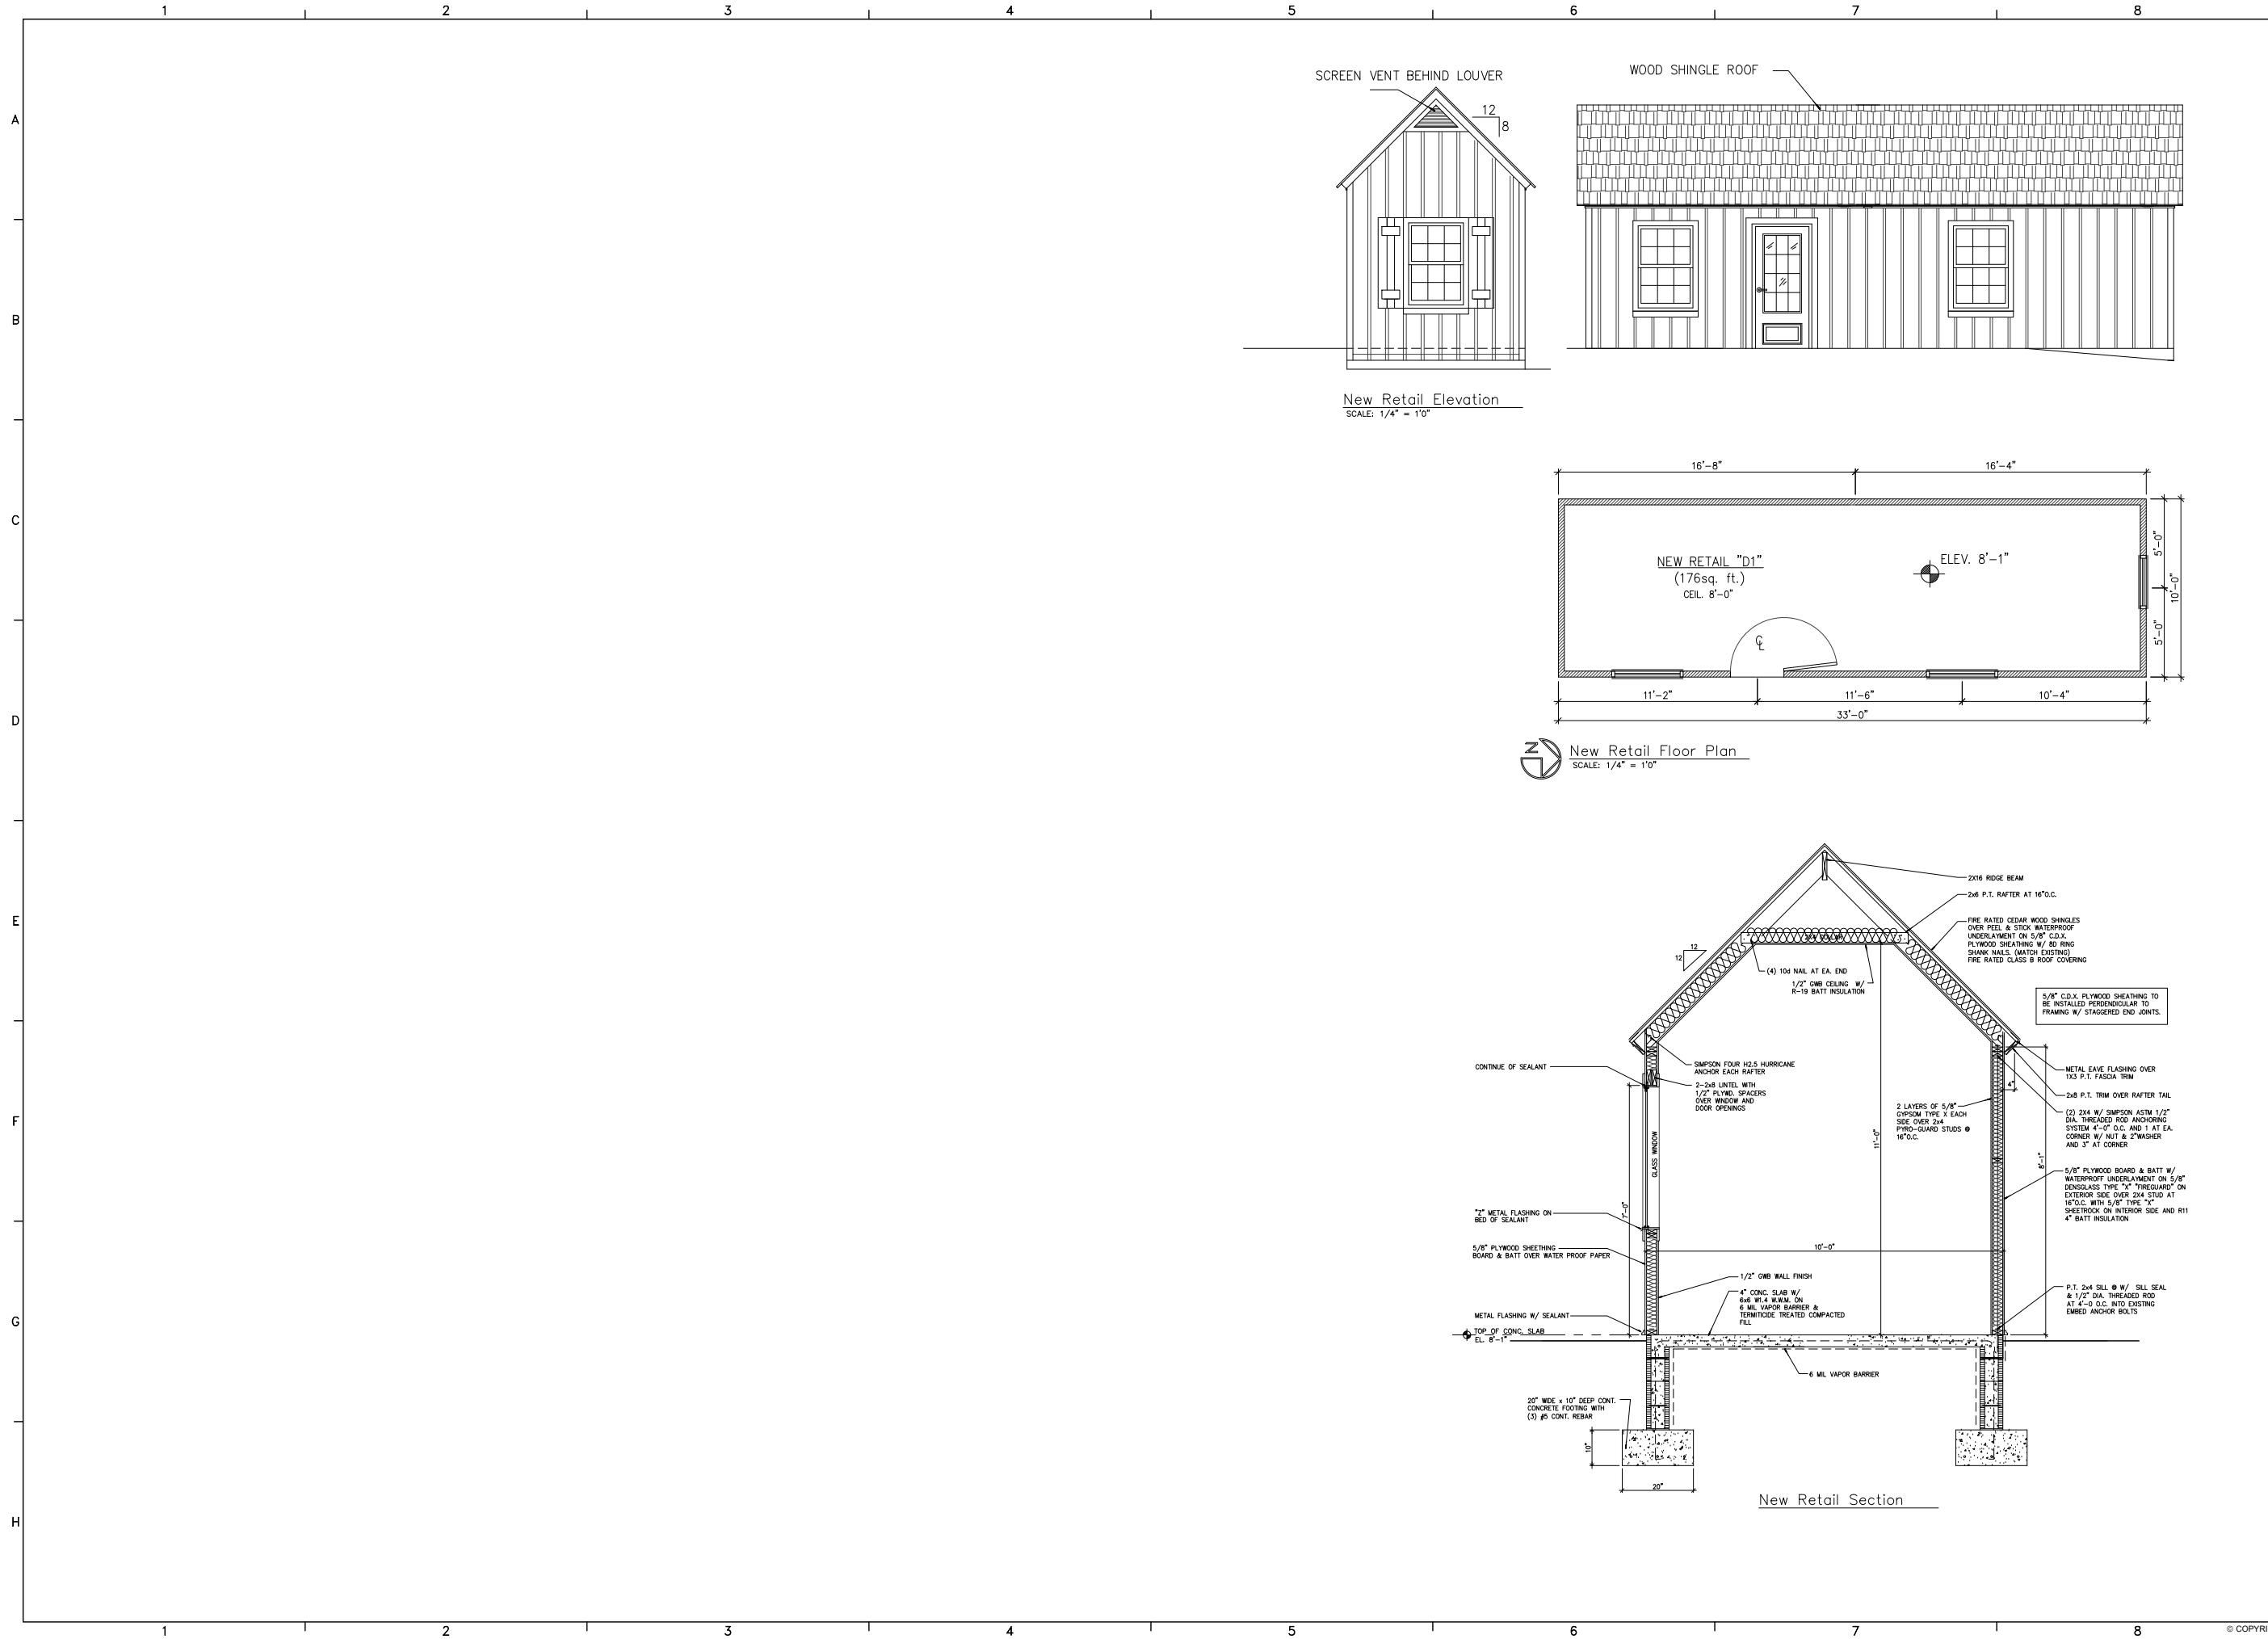 1 2 3 4 5 6 7 8
A
B
C
D
E
F
G
H
SCREEN VENT BEHIND LOUVER
12
8
WOOD SHINGLE ROOF
New Retail Elevation
SCALE: 1/4" = 1'0"
16'-8"
16'-4"
NEW RETAIL "D1"
(176sq. ft.)
CEIL. 8'-0"
ELEV. 8'-1"
5'-0"
10'-0"
5'-0"
11'-2"
11'-6"
10'-4"
33'-0"
N
New Retail Floor Plan
SCALE: 1/4" = 1'0"
2X16 RIDGE BEAM
2x6 P.T. RAFTER AT 16"O.C.
FIRE RATED CEDAR WOOD SHINGLES
OVER PEEL & STICK WATERPROOF
UNDERLAYMENT ON 5/8" C.D.X.
PLYWOOD SHEATHING W/ 8D RING
SHANK NAILS. (MATCH EXISTING)
FIRE RATED CLASS B ROOF COVERING
2X4 COLLAR
12
12
(4) 10d NAIL AT EA. END
1/2" GWB CEILING W/
R-19 BATT INSULATION
5/8" C.D.X. PLYWOOD SHEATHING TO
BE INSTALLED PERDENDICULAR TO
FRAMING W/ STAGGERED END JOINTS.
CONTINUE OF SEALANT
SIMPSON FOUR H2.5 HURRICANE
ANCHOR EACH RAFTER
2-2x8 LINTEL WITH
1/2" PLYWD. SPACERS
OVER WINDOW AND
DOOR OPENINGS
METAL EAVE FLASHING OVER
1X3 P.T. FASCIA TRIM
4"
2x8 P.T. TRIM OVER RAFTER TAIL
2 LAYERS OF 5/8"
GYPSOM TYPE X EACH
SIDE OVER 2x4
PYRO-GUARD STUDS @
16"O.C.
(2) 2X4 W/ SIMPSON ASTM 1/2"
DIA. THREADED ROD ANCHORING
SYSTEM 4'-0" O.C. AND 1 AT EA.
CORNER W/ NUT & 2"WASHER
AND 3" AT CORNER
GLASS WINDOW
11'-0"
8'-1"
7'-0"
5/8" PLYWOOD BOARD & BATT W/
WATERPROFF UNDERLAYMENT ON 5/8"
DENSGLASS TYPE "X" "FIREGUARD" ON
EXTERIOR SIDE OVER 2X4 STUD AT
16"O.C. WITH 5/8" TYPE "X"
SHEETROCK ON INTERIOR SIDE AND R11
4" BATT INSULATION
"Z" METAL FLASHING ON
BED OF SEALANT
5/8" PLYWOOD SHEETHING
BOARD & BATT OVER WATER PROOF PAPER
10'-0"
1/2" GWB WALL FINISH
4" CONC. SLAB W/
6x6 W1.4 W.W.M. ON
6 MIL VAPOR BARRIER &
TERMITICIDE TREATED COMPACTED
FILL
P.T. 2x4 SILL @ W/ SILL SEAL
& 1/2" DIA. THREADED ROD
AT 4'-0 O.C. INTO EXISTING
EMBED ANCHOR BOLTS
METAL FLASHING W/ SEALANT
TOP OF CONC. SLAB
EL. 8'-1"
6 MIL VAPOR BARRIER
20" WIDE x 10" DEEP CONT.
CONCRETE FOOTING WITH
(3) #5 CONT. REBAR
10"
20"
New Retail Section
1 2 3 4 5 6 7 8